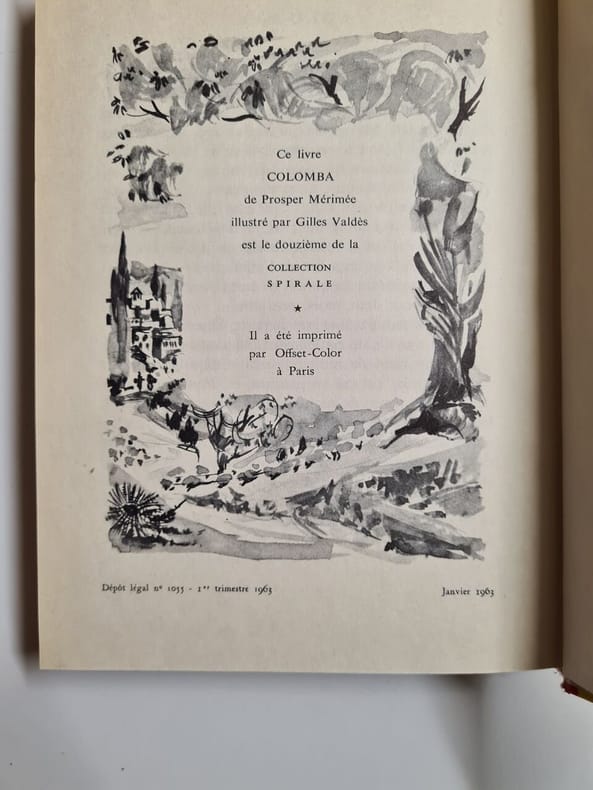 Ce livre
COLOMBA
de Prosper Mérimée
illustré par Gilles Valdès
est le douzième de la
COLLECTION
SPIRALE
★
Il a été imprimé
par Offset-Color
à Paris
Dépôt légal nº 1055 - 1er trimestre 1963
Janvier 1963